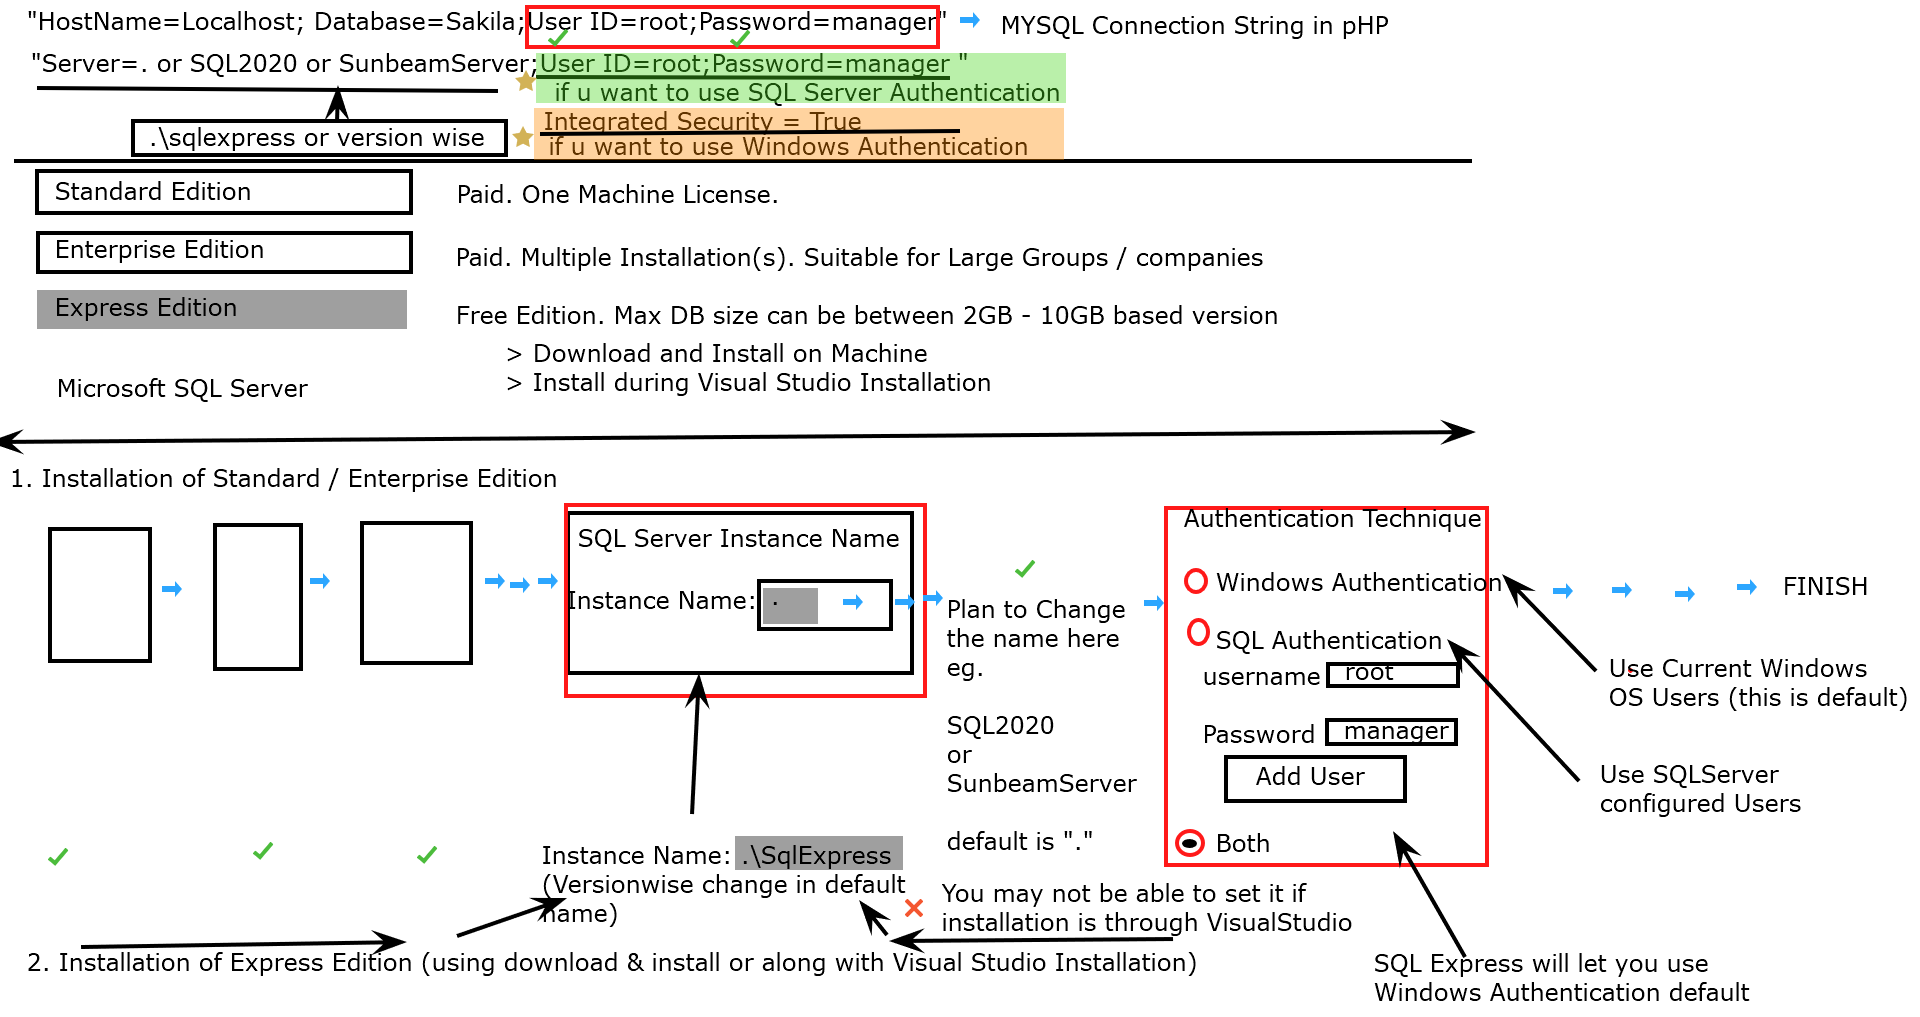 "HostName=Localhost; Database=Sakila;User ID=root;Password=manager"
MYSQL Connection String in pHP
"Server=. or SQL2020 or SunbeamServer;User ID=root;Password=manager "
if u want to use SQL Server Authentication
Integrated Security = True
.\sqlexpress or version wise
if u want to use Windows Authentication
Standard Edition
Paid. One Machine License.
Enterprise Edition
Paid. Multiple Installation(s). Suitable for Large Groups / companies
Express Edition
Free Edition. Max DB size can be between 2GB - 10GB based version
> Download and Install on Machine
> Install during Visual Studio Installation
Microsoft SQL Server
1. Installation of Standard / Enterprise Edition
SQL Server Instance Name
Instance Name: .
Plan to Change
the name here
eg.
SQL2020
or
SunbeamServer
default is "."
Authentication Technique
Windows Authentication
SQL Authentication
username root
Password manager
Add User
Both
FINISH
Use Current Windows
OS Users (this is default)
Use SQLServer
configured Users
Instance Name: .\SqlExpress
(Versionwise change in default
name)
You may not be able to set it if
installation is through VisualStudio
2. Installation of Express Edition (using download & install or along with Visual Studio Installation)
SQL Express will let you use
Windows Authentication default